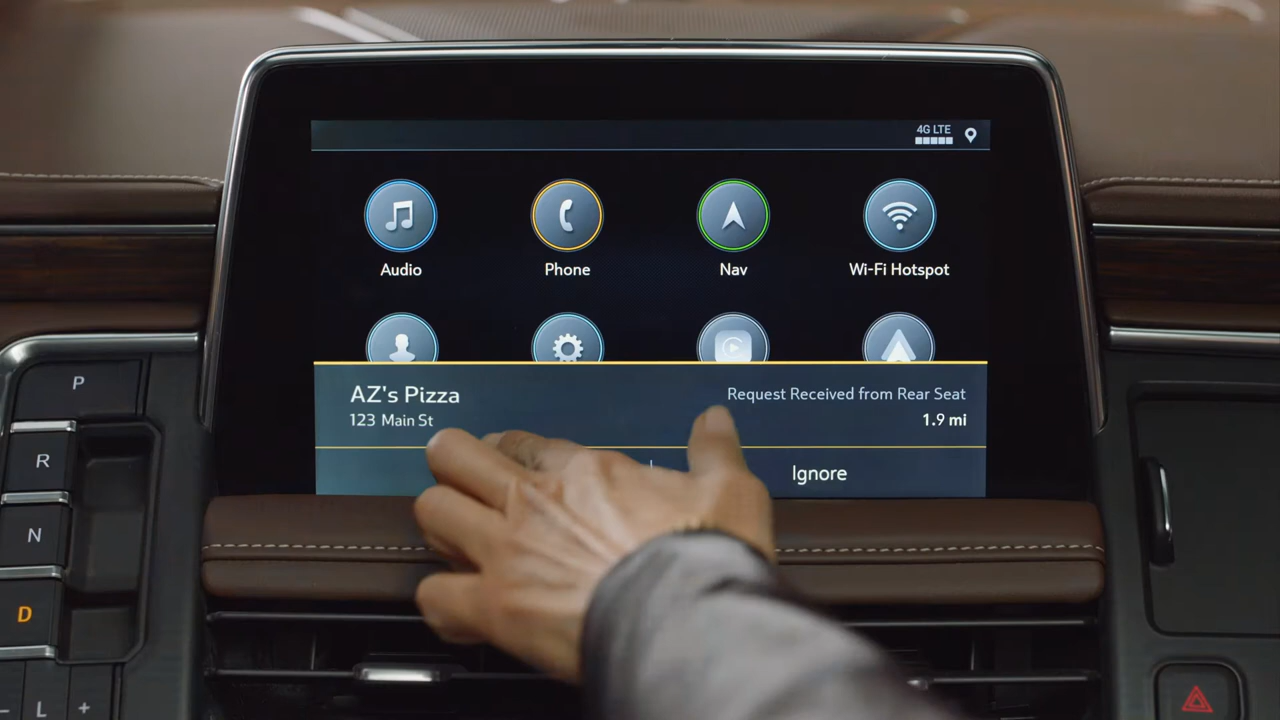 4G LTE
Audio
Phone
Nav
Wi-Fi Hotspot
AZ's Pizza
Request Received from Rear Seat
123 Main St
1.9 mi
Ignore
P
R
N
D
L
- +